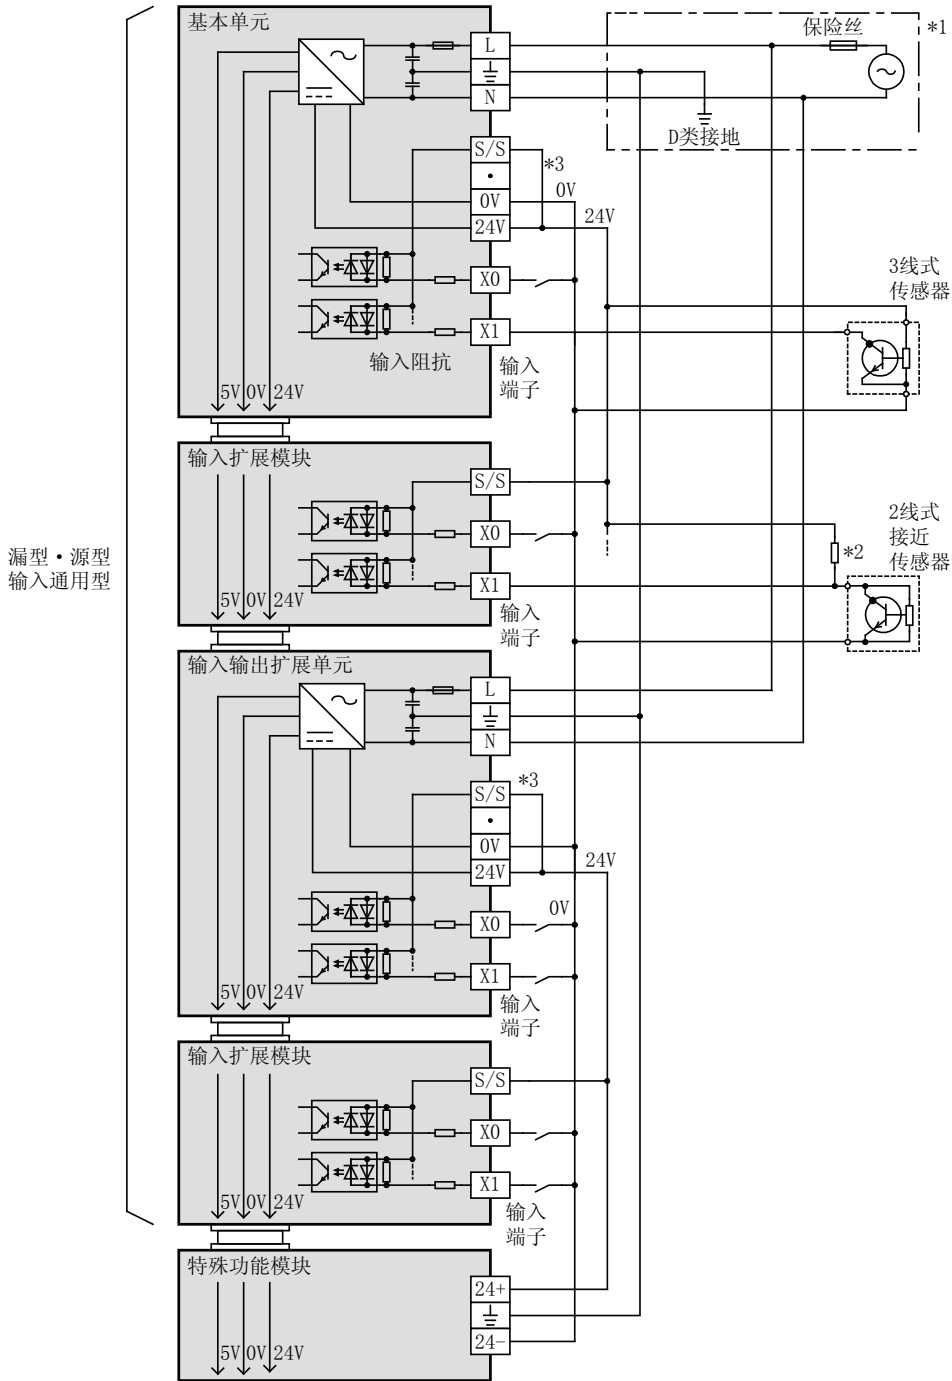 基本单元
L
N
保险丝
*1
D类接地
S/S
*3
•
0V
0V
24V
24V
X0
X1
输入阻抗
输入
端子
3线式
传感器
5V
0V
24V
输入扩展模块
S/S
X0
X1
输入
端子
5V
0V
24V
2线式
接近
传感器
*2
漏型・源型
输入通用型
输入输出扩展单元
L
N
*3
S/S
•
0V
24V
24V
0V
X0
X1
输入
端子
5V
0V
24V
输入扩展模块
S/S
X0
X1
输入
端子
5V
0V
24V
特殊功能模块
24+
24-
5V
0V
24V